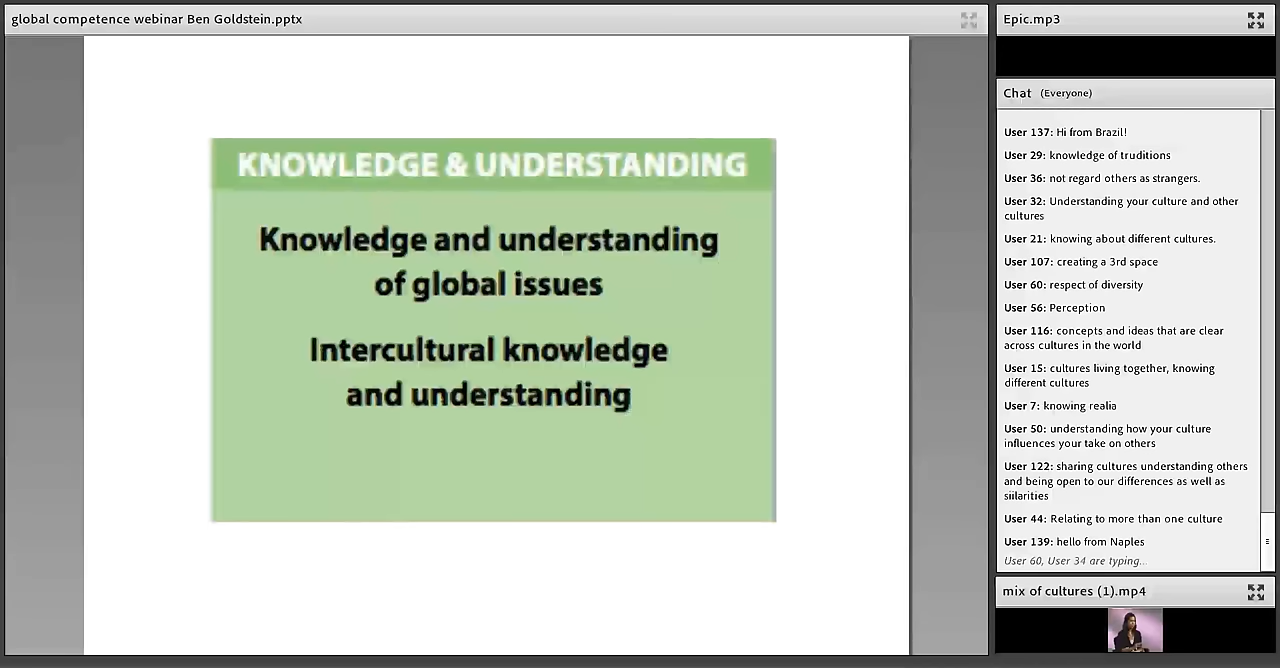 global competence webinar Ben Goldstein.pptx
KNOWLEDGE & UNDERSTANDING
Knowledge and understanding
of global issues
Intercultural knowledge
and understanding
Epic.mp3
Chat (Everyone)
User 137: Hi from Brazil!
User 29: knowledge of truditions
User 36: not regard others as strangers.
User 32: Understanding your culture and other
cultures
User 21: knowing about different cultures.
User 107: creating a 3rd space
User 60: respect of diversity
User 56: Perception
User 116: concepts and ideas that are clear
across cultures in the world
User 15: cultures living together, knowing
different cultures
User 7: knowing realia
User 50: understanding how your culture
influences your take on others
User 122: sharing cultures understanding others
and being open to our differences as well as
siilarities
User 44: Relating to more than one culture
User 139: hello from Naples
User 60, User 34 are typing...
mix of cultures (1).mp4